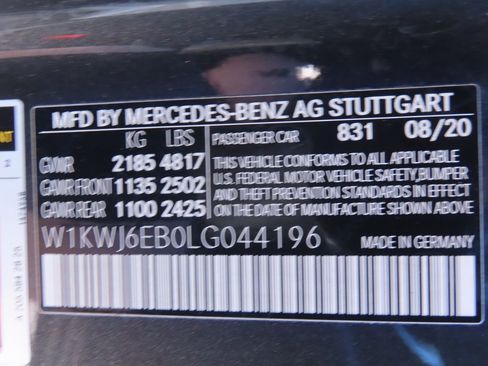 MFD BY MERCEDES-BENZ AG STUTTGART
KG LBS PASSENGER CAR 831 08/20
GVWR 2185 4817
GAWR FRONT 1135 2502
GAWR REAR 1100 2425
THIS VEHICLE CONFORMS TO ALL APPLICABLE
U.S. FEDERAL MOTOR VEHICLE SAFETY, BUMPER
AND THEFT PREVENTION STANDARDS IN EFFECT
ON THE DATE OF MANUFACTURE SHOWN ABOVE
W1KWJ6EB0LG044196 MADE IN GERMANY
2